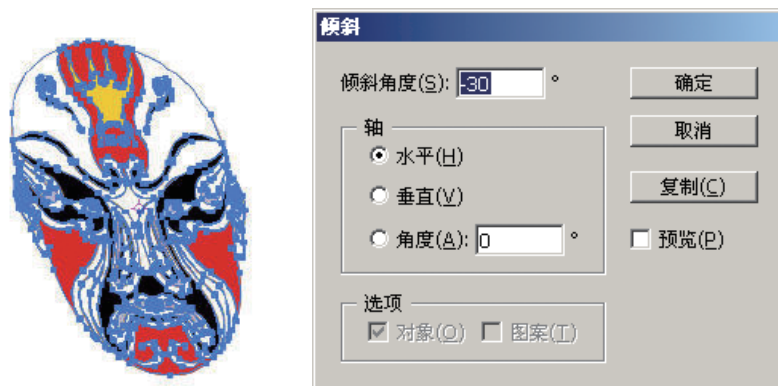 倾斜
倾斜角度(S): -30 °
确定
轴
取消
水平(H)
垂直(V)
复制(C)
角度(A): 0 °
预览(P)
选项
对象(O) 图案(T)